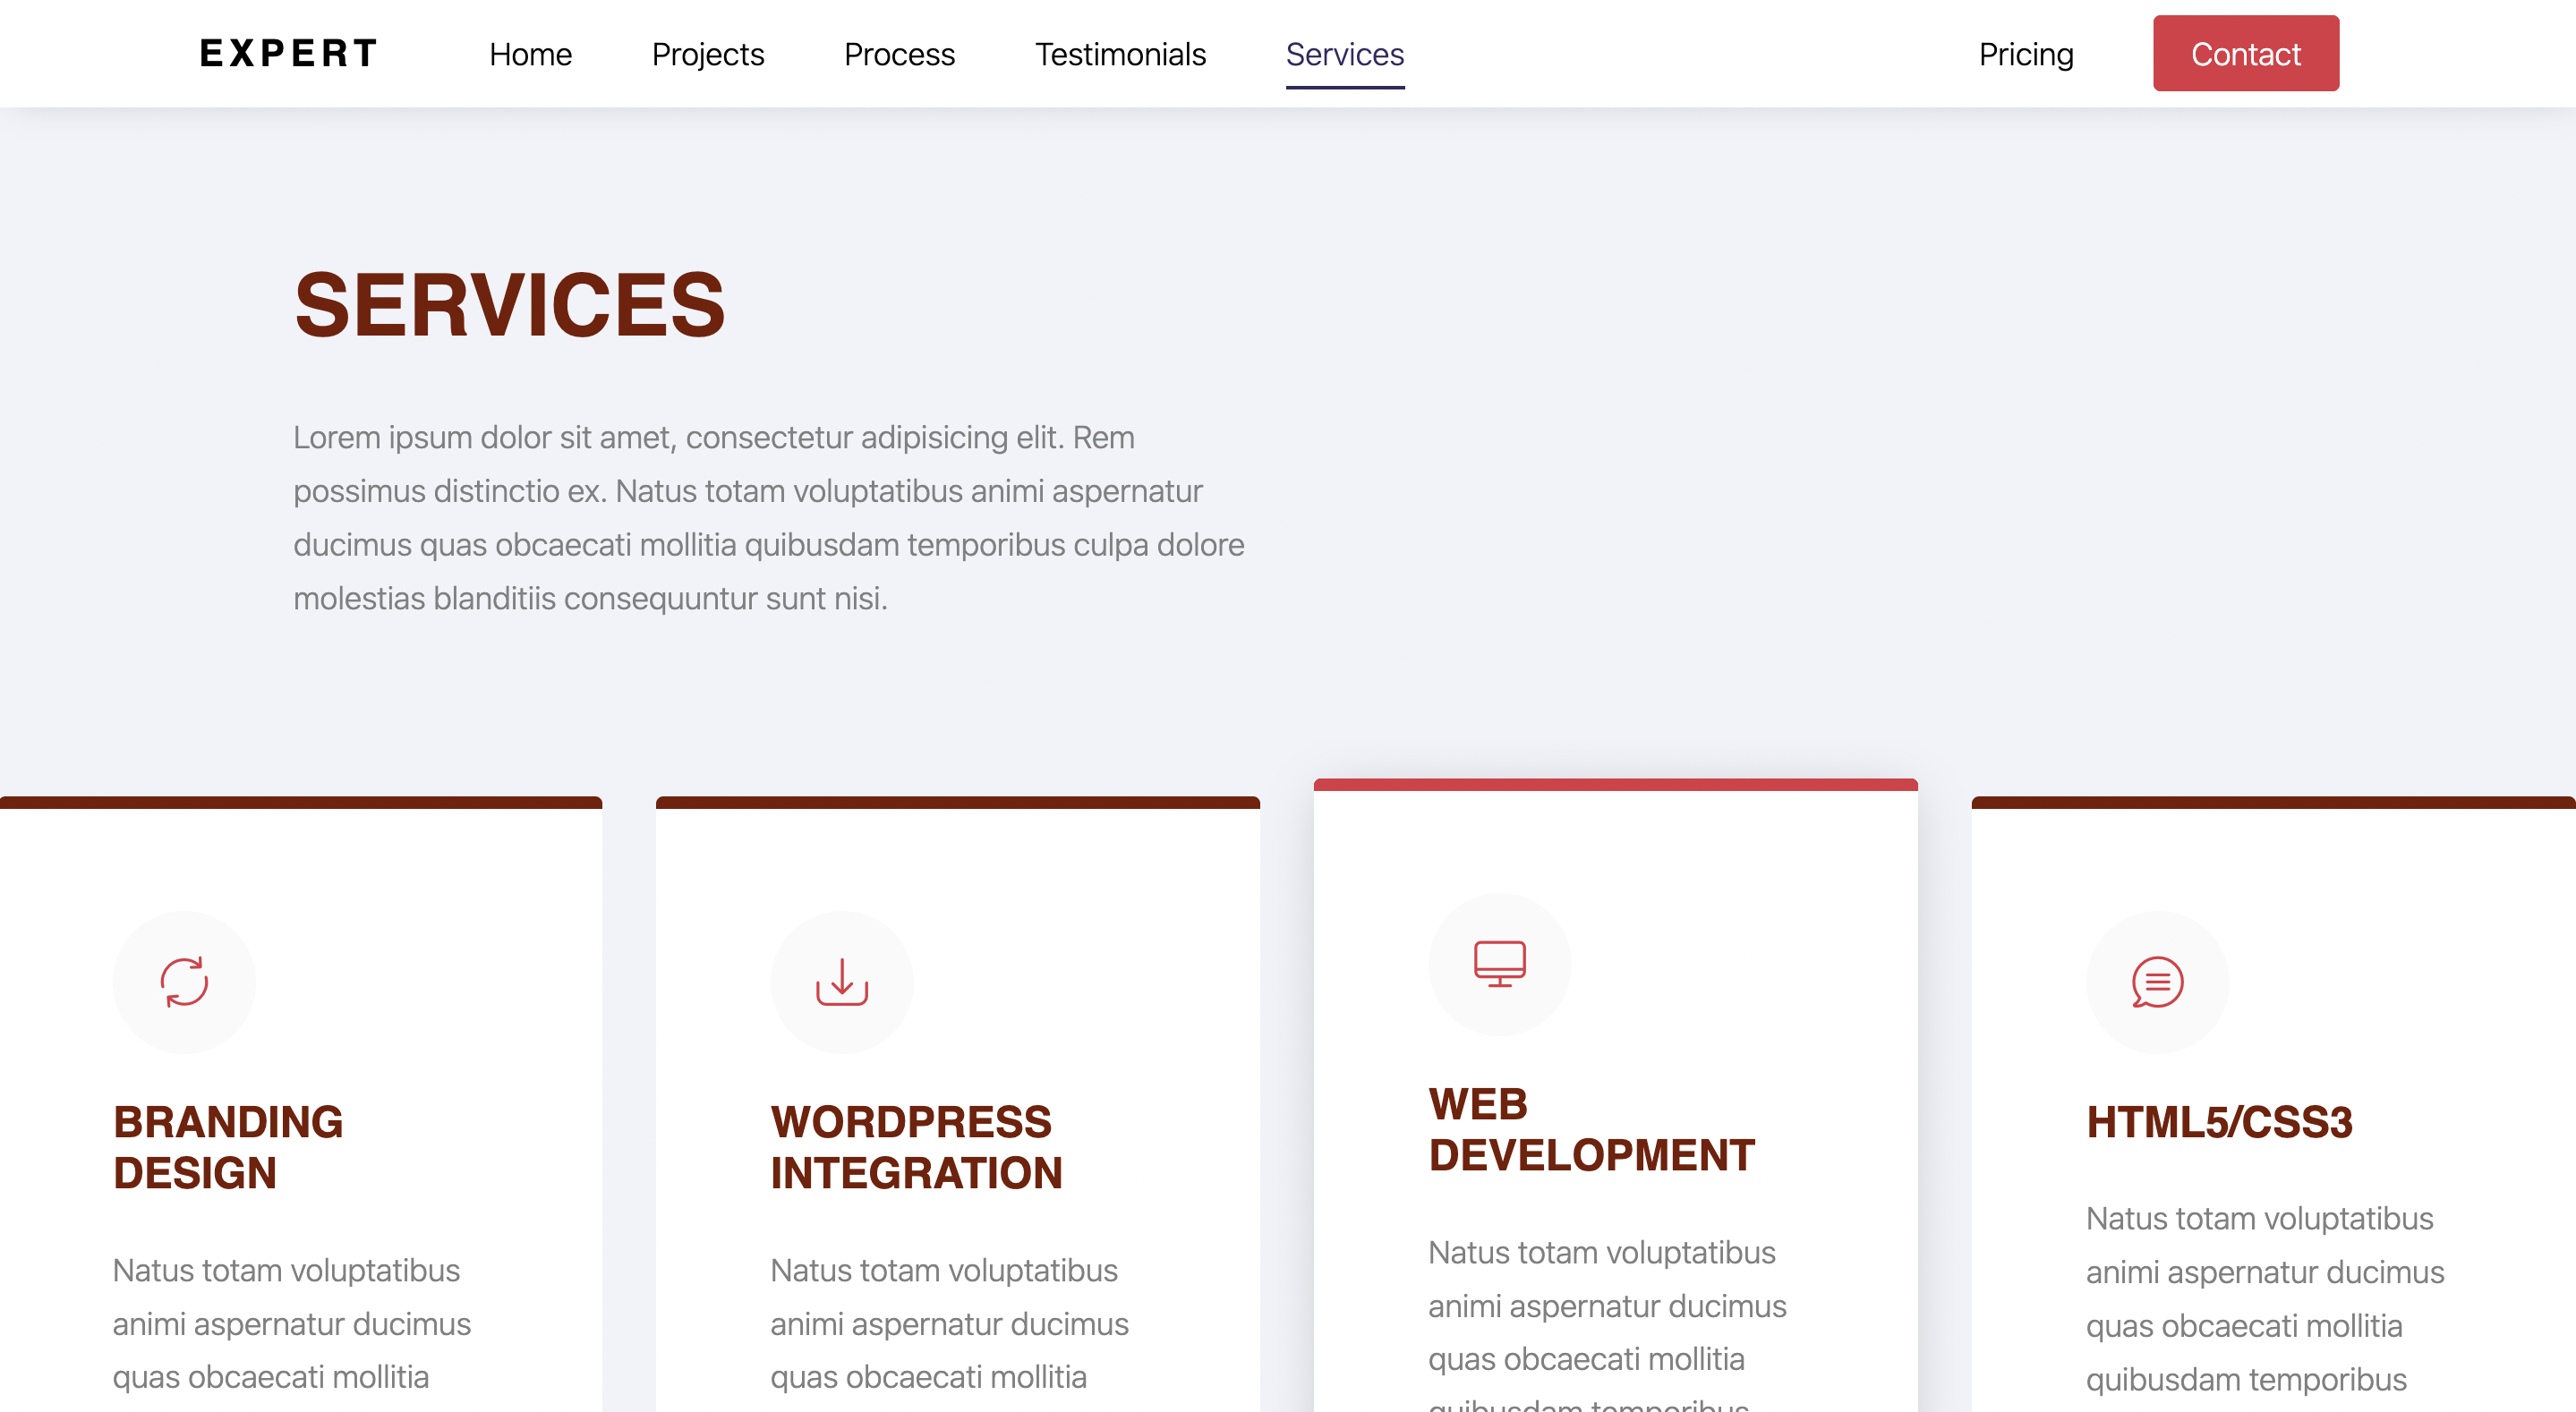 EXPERT
Home
Projects
Process
Testimonials
Services
Pricing
Contact
SERVICES
Lorem ipsum dolor sit amet, consectetur adipisicing elit. Rem
possimus distinctio ex. Natus totam voluptatibus animi aspernatur
ducimus quas obcaecati mollitia quibusdam temporibus culpa dolore
molestias blanditiis consequuntur sunt nisi.
BRANDING
DESIGN
Natus totam voluptatibus
animi aspernatur ducimus
quas obcaecati mollitia
WORDPRESS
INTEGRATION
Natus totam voluptatibus
animi aspernatur ducimus
quas obcaecati mollitia
WEB
DEVELOPMENT
Natus totam voluptatibus
animi aspernatur ducimus
quas obcaecati mollitia
quibusdam temporibus
HTML5/CSS3
Natus totam voluptatibus
animi aspernatur ducimus
quas obcaecati mollitia
quibusdam temporibus